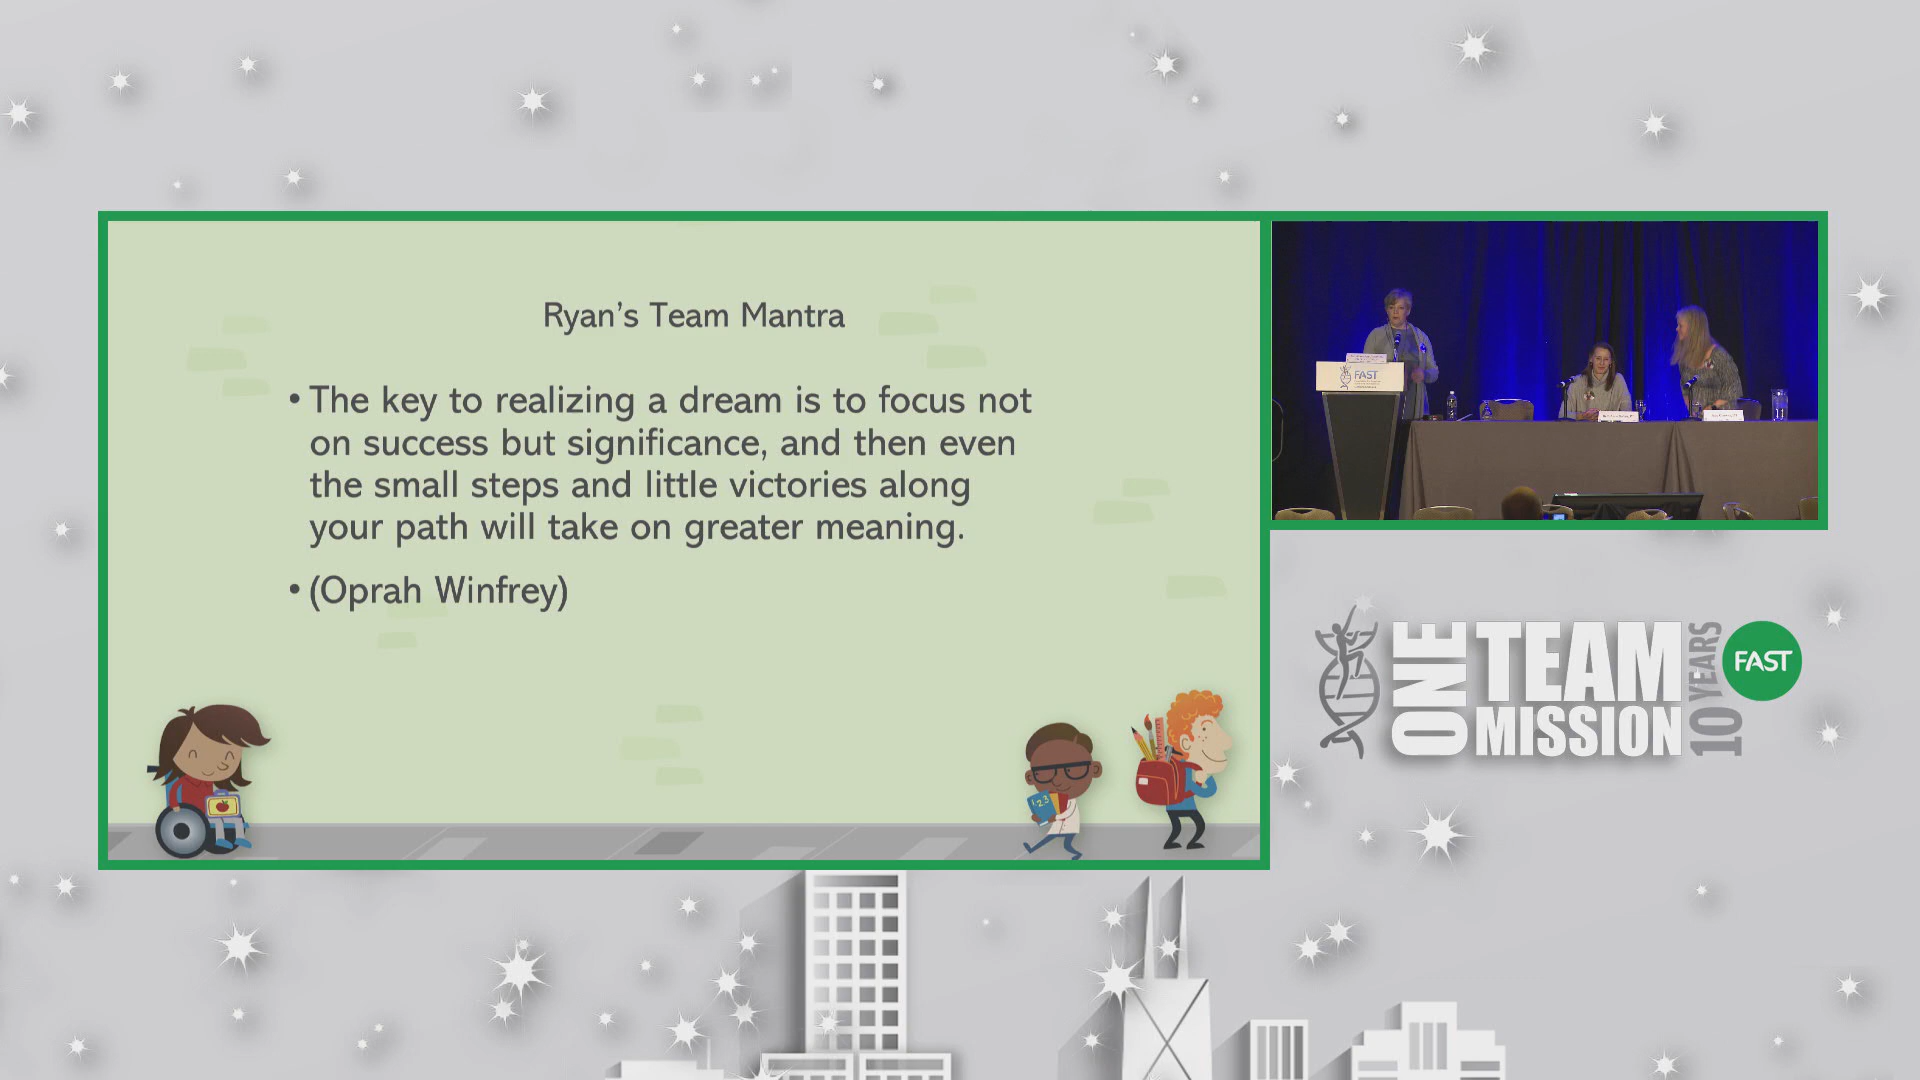 Ryan's Team Mantra
• The key to realizing a dream is to focus not
on success but significance, and then even
the small steps and little victories along
your path will take on greater meaning.
• (Oprah Winfrey)
123
FAST
ONE TEAM
MISSION
10 YEARS
FAST